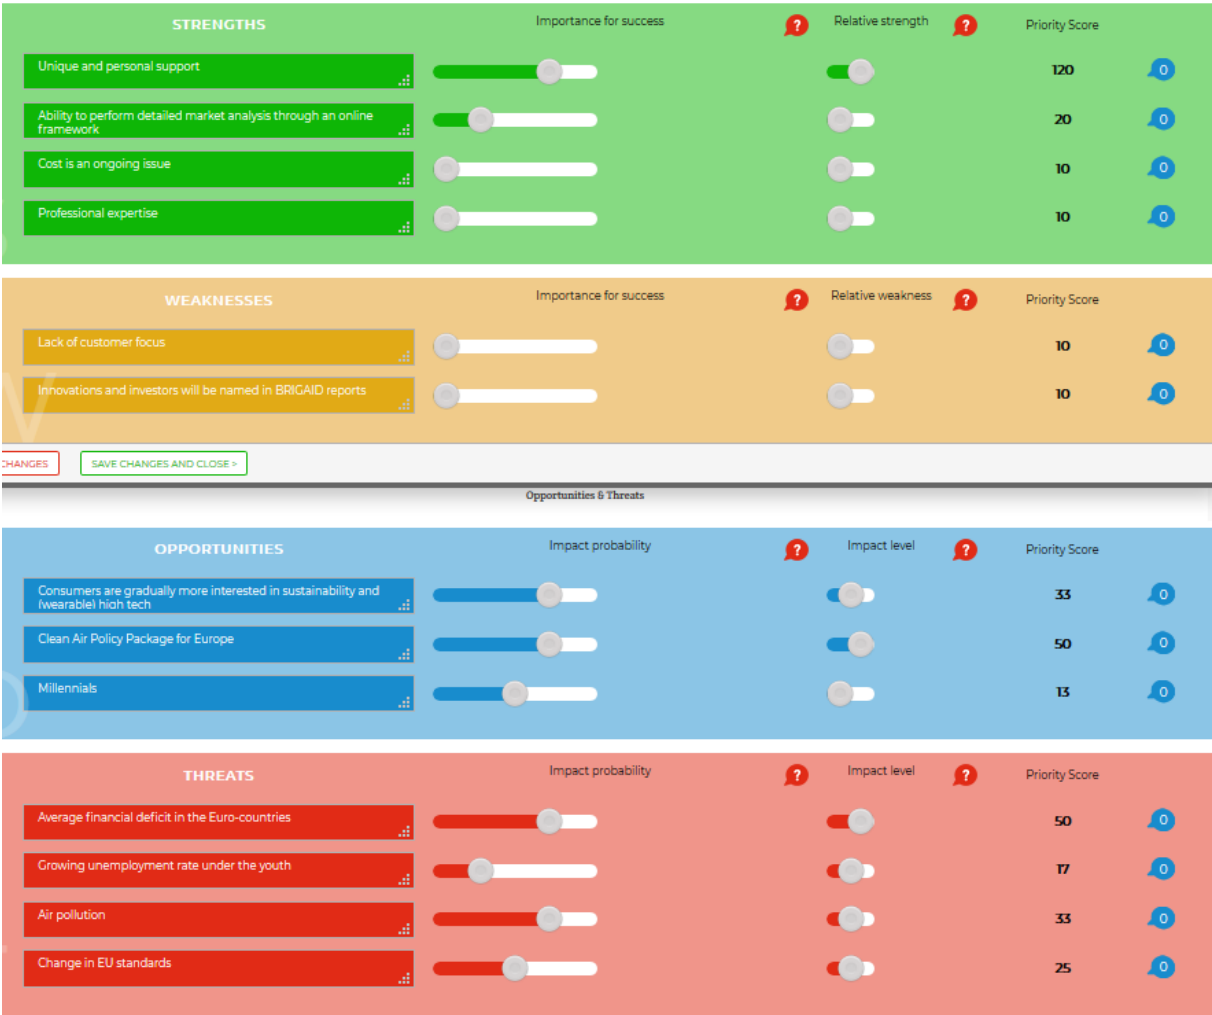 STRENGTHS Importance for success ? Relative strength ? Priority Score
Unique and personal support 120 0
Ability to perform detailed market analysis through an online
framework 20 0
Cost is an ongoing issue 10 0
Professional expertise 10 0
WEAKNESSES Importance for success ? Relative weakness ? Priority Score
Lack of customer focus 10 0
Innovations and investors will be named in BRIGAID reports 10 0
W
CHANGES SAVE CHANGES AND CLOSE >
Opportunities & Threats
OPPORTUNITIES Impact probability ? Impact level ? Priority Score
Consumers are gradually more interested in sustainability and
(wearable) high tech 33 0
Clean Air Policy Package for Europe 50 0
Millennials 13 0
THREATS Impact probability ? Impact level ? Priority Score
Average financial deficit in the Euro-countries 50 0
Growing unemployment rate under the youth 17 0
Air pollution 33 0
Change in EU standards 25 0